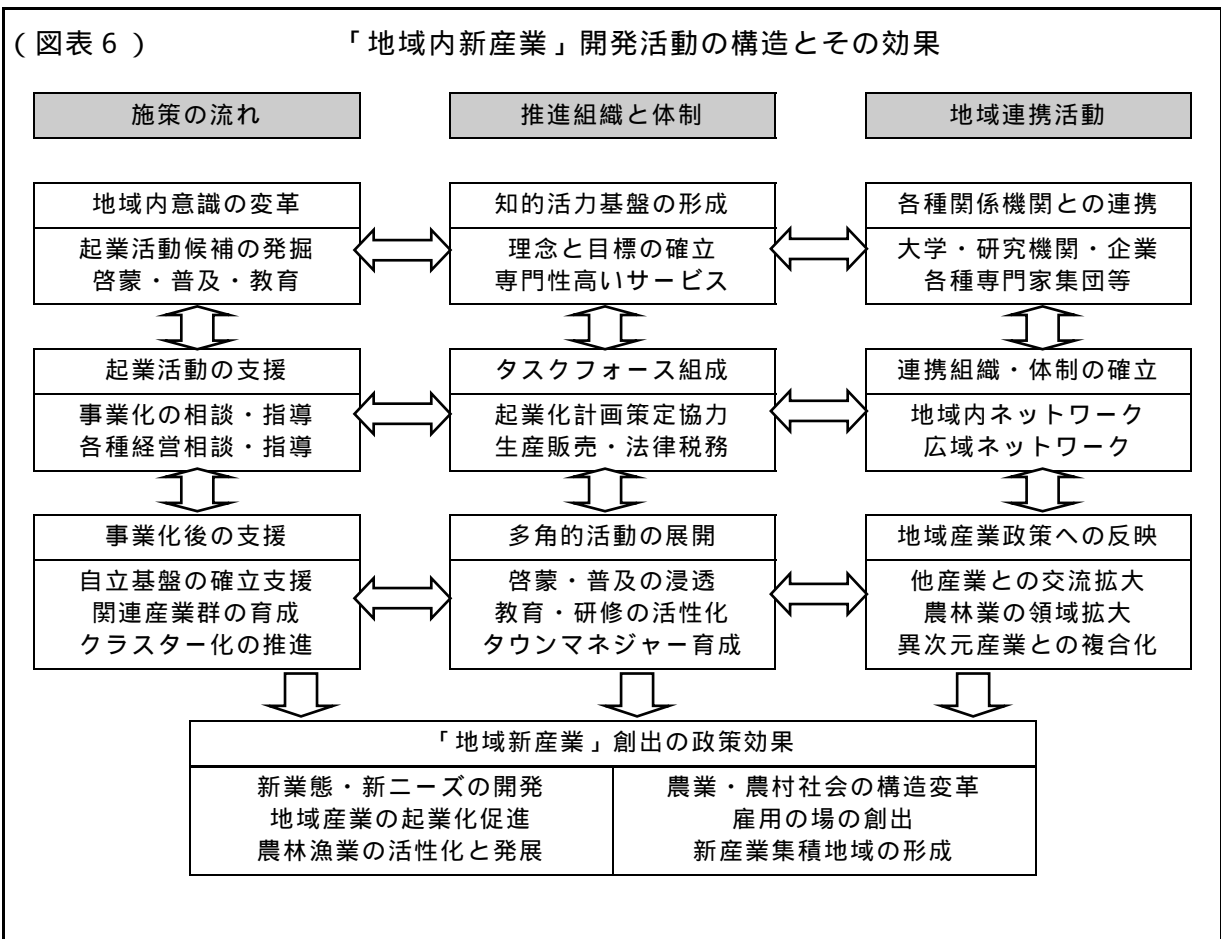 （図表６） 「地域内新産業」開発活動の構造とその効果
施策の流れ
推進組織と体制
地域連携活動
地域内意識の変革
起業活動候補の発掘
啓蒙・普及・教育
知的活力基盤の形成
理念と目標の確立
専門性高いサービス
各種関係機関との連携
大学・研究機関・企業
各種専門家集団等
起業活動の支援
事業化の相談・指導
各種経営相談・指導
タスクフォース組成
起業化計画策定協力
生産販売・法律税務
連携組織・体制の確立
地域内ネットワーク
広域ネットワーク
事業化後の支援
自立基盤の確立支援
関連産業群の育成
クラスター化の推進
多角的活動の展開
啓蒙・普及の浸透
教育・研修の活性化
タウンマネジャー育成
地域産業政策への反映
他産業との交流拡大
農林業の領域拡大
異次元産業との複合化
「地域新産業」創出の政策効果
新業態・新ニーズの開発
地域産業の起業化促進
農林漁業の活性化と発展
農業・農村社会の構造変革
雇用の場の創出
新産業集積地域の形成